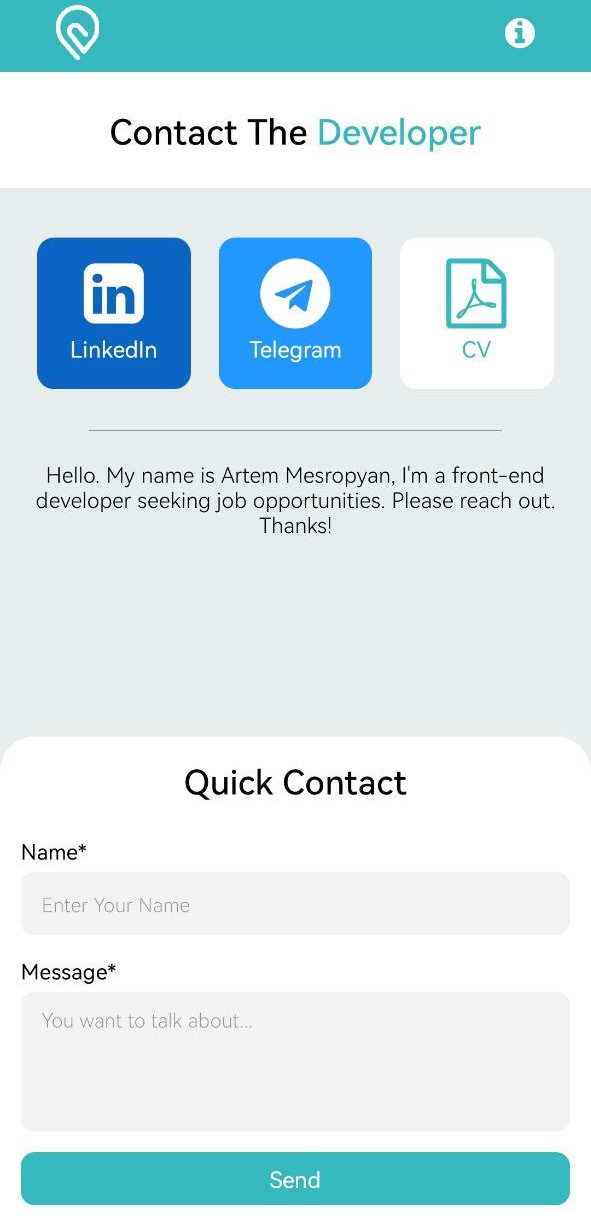 Contact The Developer
in
LinkedIn
Telegram
CV
Hello. My name is Artem Mesropyan, I'm a front-end
developer seeking job opportunities. Please reach out.
Thanks!
Quick Contact
Name*
Enter Your Name
Message*
You want to talk about...
Send